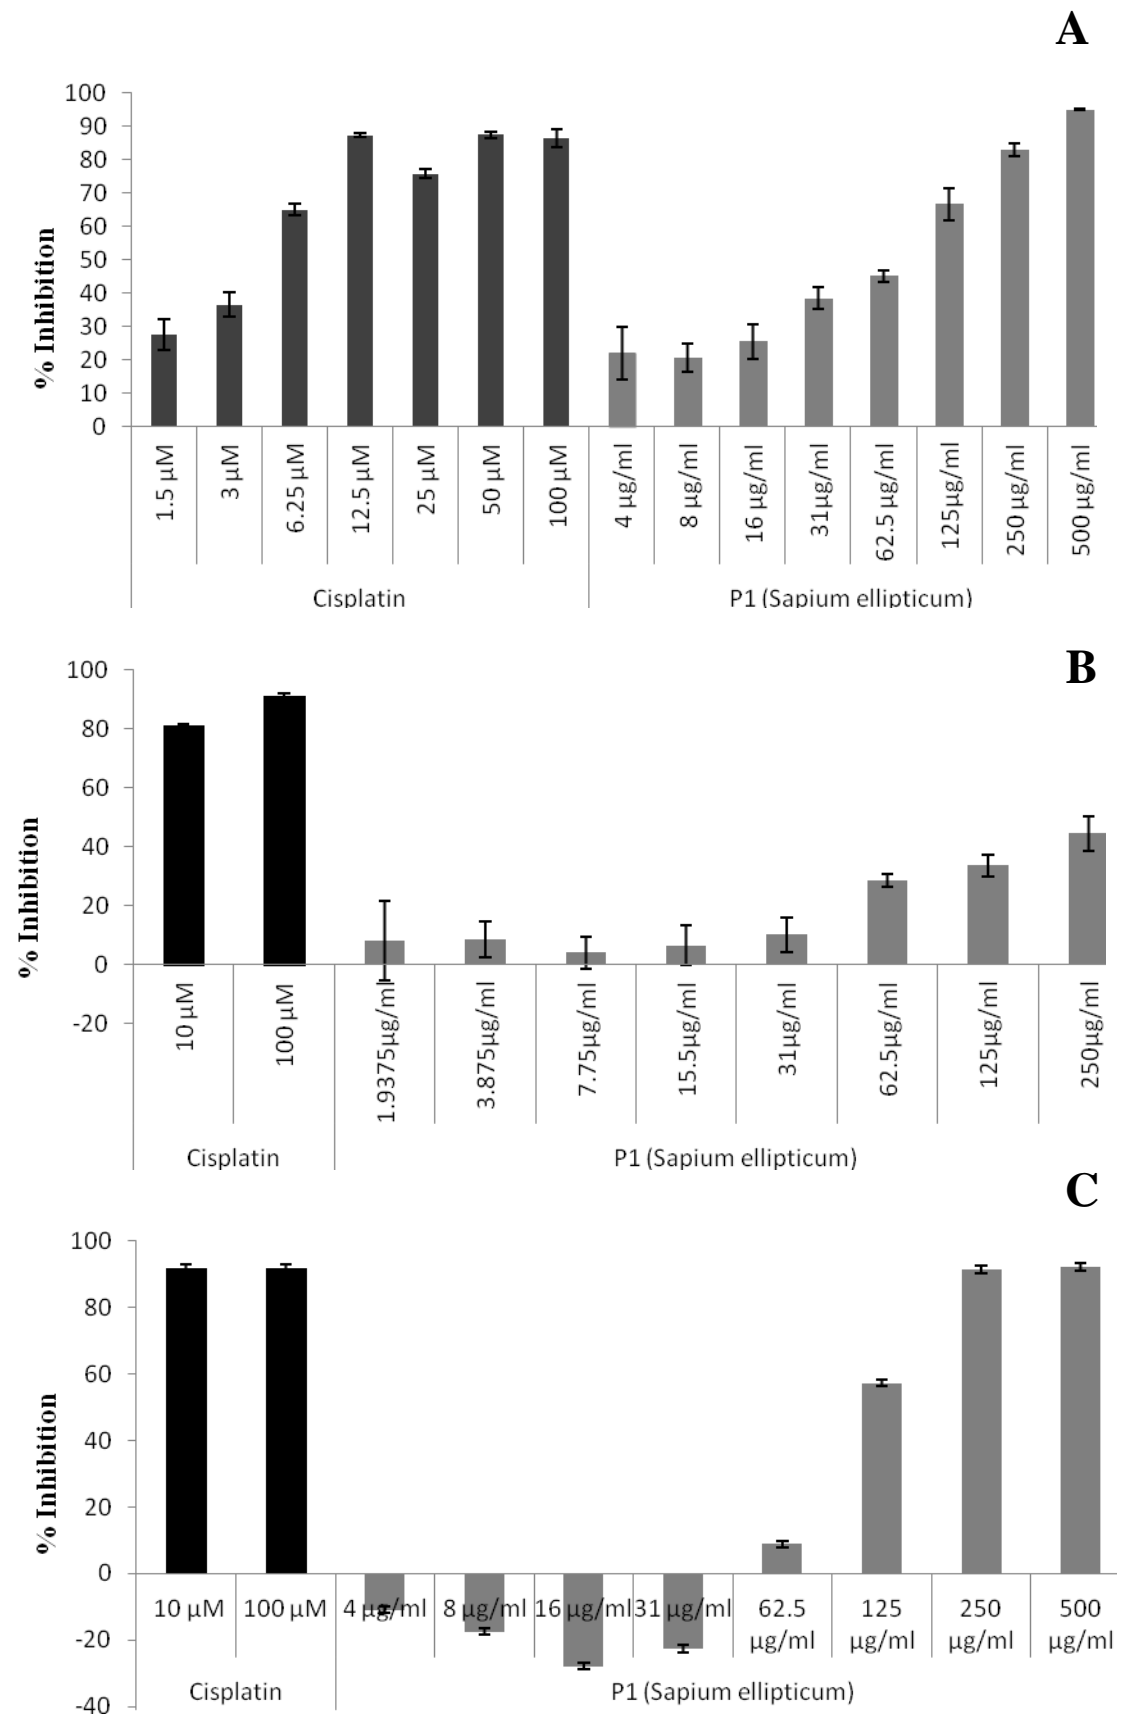 A
100
90
80
70
60
50
40
30
20
10
0
% Inhibition
1.5 µM
3 µM
6.25 µM
12.5 µM
25 µM
50 µM
100 µM
4 µg/ml
8 µg/ml
16 µg/ml
31µg/ml
62.5 µg/ml
125µg/ml
250 µg/ml
500 µg/ml
Cisplatin
P1 (Sapium ellipticum)
B
100
80
60
40
20
0
-20
% Inhibition
10 µM
100 µM
1.9375µg/ml
3.875µg/ml
7.75µg/ml
15.5µg/ml
31µg/ml
62.5µg/ml
125µg/ml
250µg/ml
Cisplatin
P1 (Sapium ellipticum)
C
100
80
60
40
20
0
-20
-40
% Inhibition
10 µM
100 µM
4 µg/ml
8 µg/ml
16 µg/ml
31 µg/ml
62.5
µg/ml
125
µg/ml
250
µg/ml
500
µg/ml
Cisplatin
P1 (Sapium ellipticum)